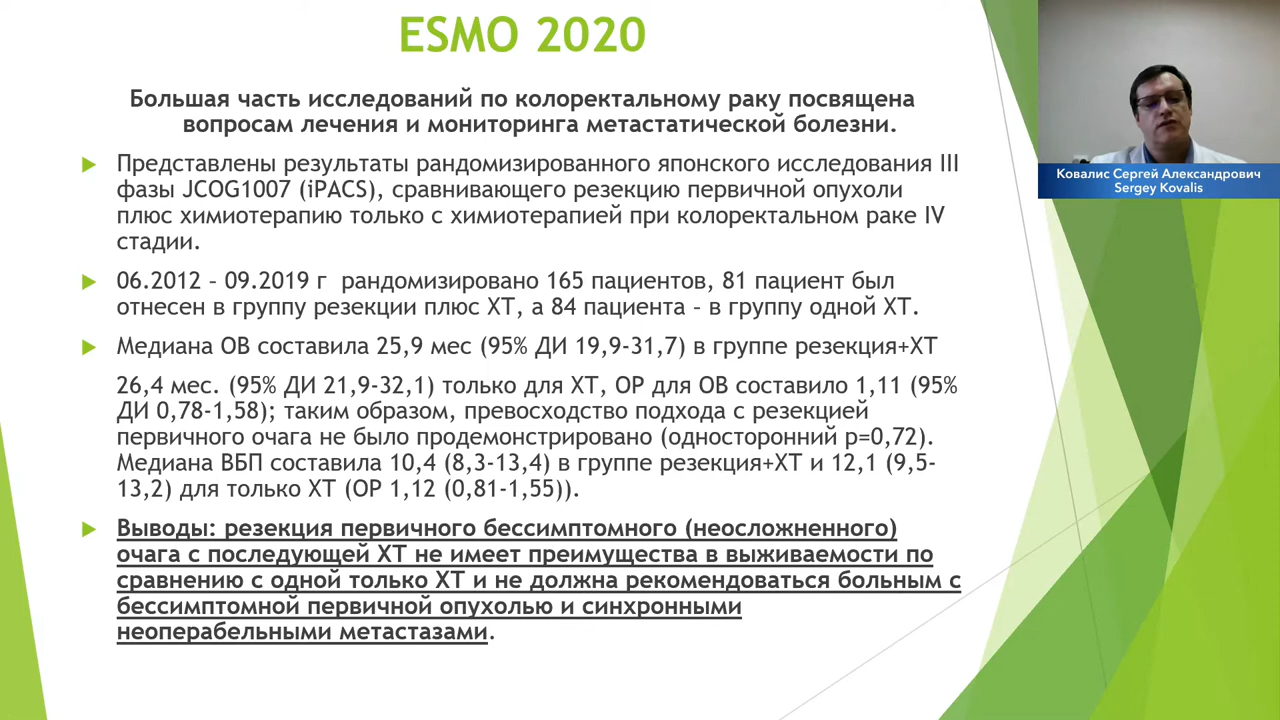 ESMO 2020
Большая часть исследований по колоректальному раку посвящена
вопросам лечения и мониторинга метастатической болезни.
Представлены результаты рандомизированного японского исследования III
фазы JCOG1007 (iPACS), сравнивающего резекцию первичной опухоли
плюс химиотерапию только с химиотерапией при колоректальном раке IV
стадии.
06.2012 – 09.2019 г рандомизировано 165 пациентов, 81 пациент был
отнесен в группу резекции плюс ХТ, а 84 пациента – в группу одной ХТ.
Медиана ОВ составила 25,9 мес (95% ДИ 19,9-31,7) в группе резекция+ХТ
26,4 мес. (95% ДИ 21,9-32,1) только для ХТ, ОР для ОВ составило 1,11 (95%
ДИ 0,78-1,58); таким образом, превосходство подхода с резекцией
первичного очага не было продемонстрировано (односторонний p=0,72).
Медиана ВБП составила 10,4 (8,3-13,4) в группе резекция+ХТ и 12,1 (9,5-
13,2) для только ХТ (ОР 1,12 (0,81-1,55)).
Выводы: резекция первичного бессимптомного (неосложненного)
очага с последующей ХТ не имеет преимущества в выживаемости по
сравнению с одной только ХТ и не должна рекомендоваться больным с
бессимптомной первичной опухолью и синхронными
неоперабельными метастазами.
Ковалис Сергей Александрович
Sergey Kovalis